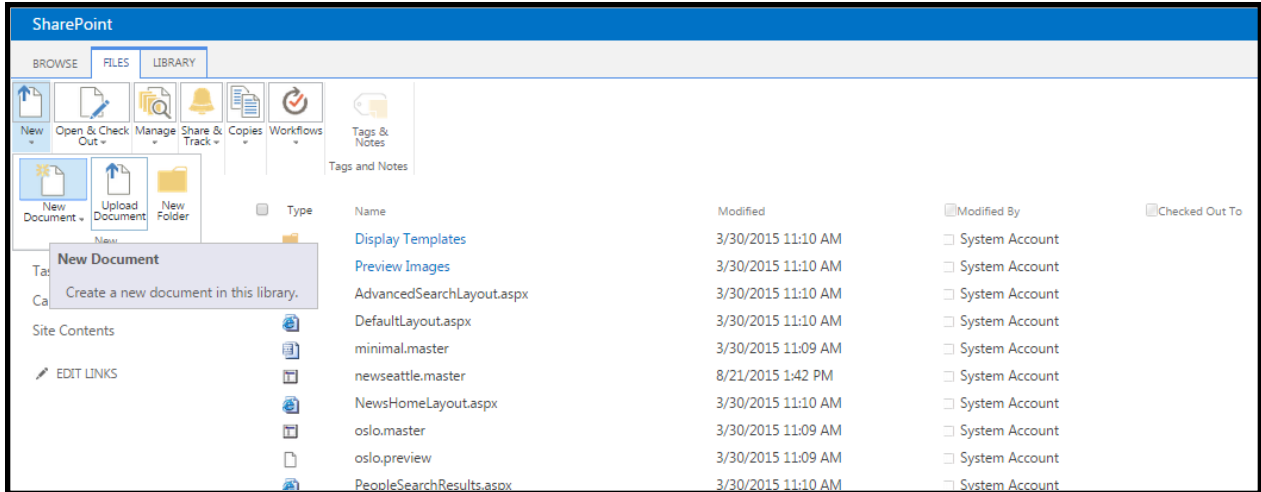 SharePoint
BROWSE FILES LIBRARY
New Open & Check Manage Share & Copies Workflows Tags &
Out Track Notes
Tags and Notes
New Upload New
Document Document Folder
New
Type Name Modified Modified By Checked Out To
New Document
Create a new document in this library.
Tas
Ca
Site Contents
EDIT LINKS
Display Templates 3/30/2015 11:10 AM System Account
Preview Images 3/30/2015 11:10 AM System Account
AdvancedSearchLayout.aspx 3/30/2015 11:10 AM System Account
DefaultLayout.aspx 3/30/2015 11:10 AM System Account
minimal.master 3/30/2015 11:09 AM System Account
newseattle.master 8/21/2015 1:42 PM System Account
NewsHomeLayout.aspx 3/30/2015 11:10 AM System Account
oslo.master 3/30/2015 11:09 AM System Account
oslo.preview 3/30/2015 11:09 AM System Account
PeopleSearchResults.aspx 3/30/2015 11:10 AM System Account